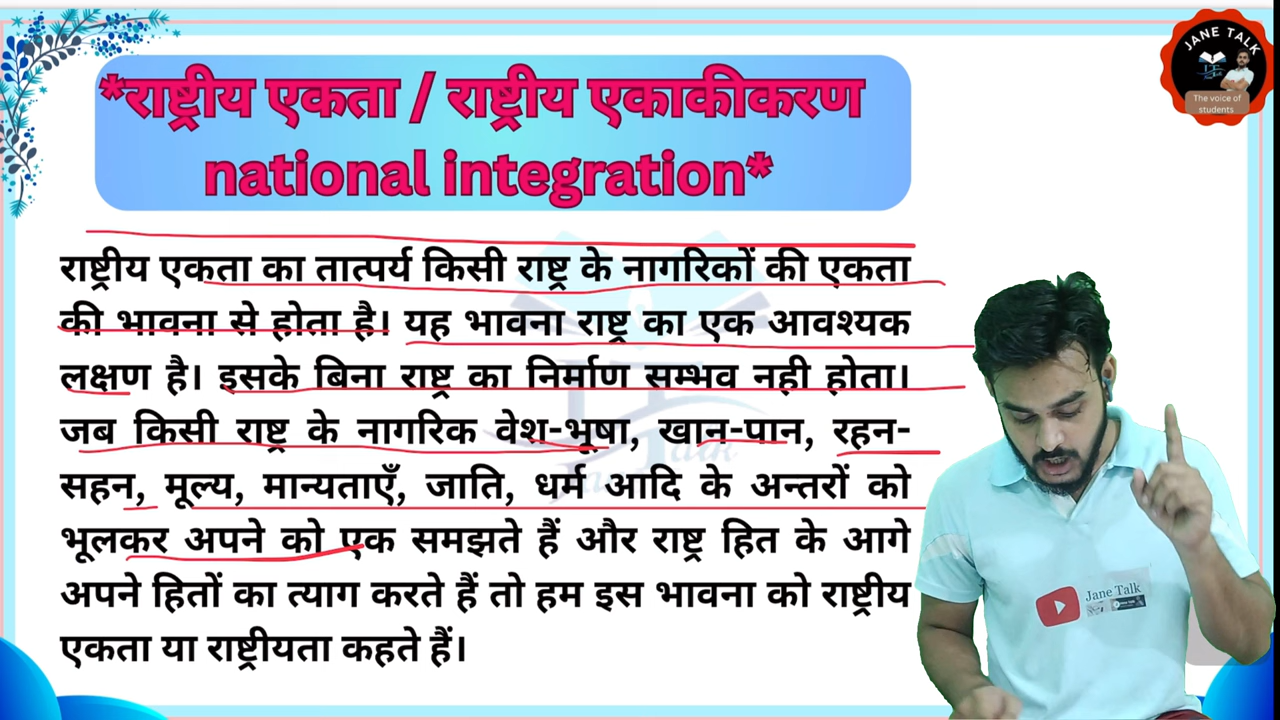 *राष्ट्रीय एकता / राष्ट्रीय एकाकीकरण
national integration*
राष्ट्रीय एकता का तात्पर्य किसी राष्ट्र के नागरिकों की एकता
की भावना से होता है। यह भावना राष्ट्र का एक आवश्यक
लक्षण है। इसके बिना राष्ट्र का निर्माण सम्भव नही होता।
जब किसी राष्ट्र के नागरिक वेश-भूषा, खान-पान, रहन-
सहन, मूल्य, मान्यताएँ, जाति, धर्म आदि के अन्तरों को
भूलकर अपने को एक समझते हैं और राष्ट्र हित के आगे
अपने हितों का त्याग करते हैं तो हम इस भावना को राष्ट्रीय
एकता या राष्ट्रीयता कहते हैं।
JANE TALK
The voice of
students
Jane Talk